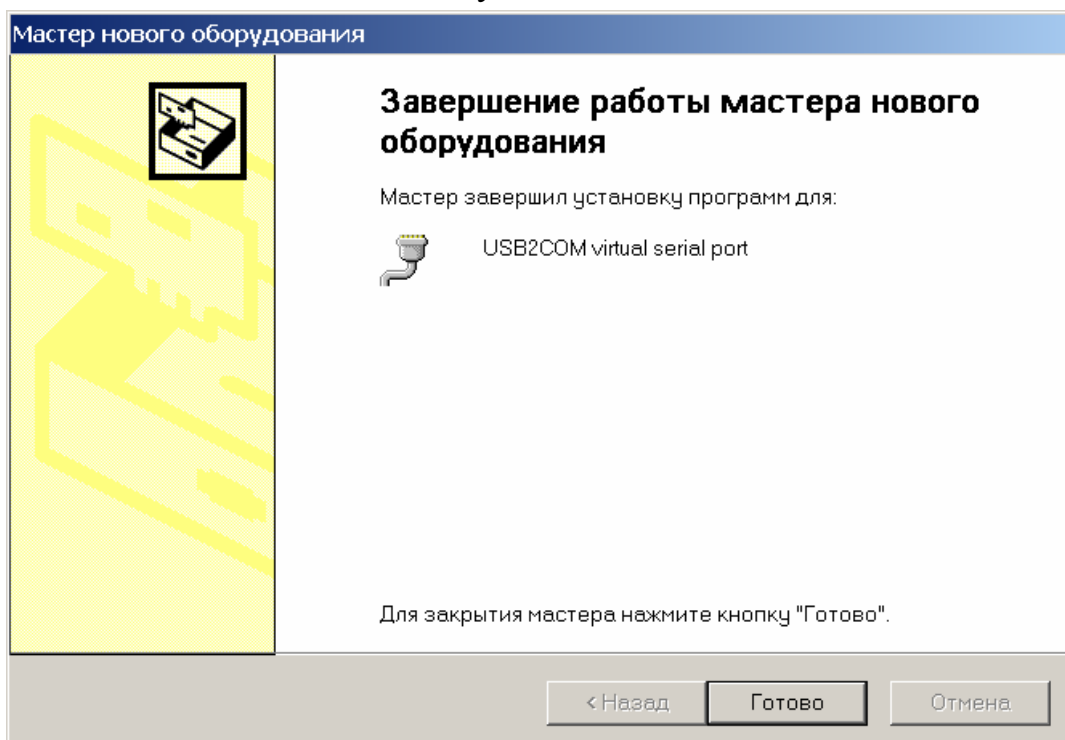 Мастер нового оборудования
Завершение работы мастера нового
оборудования
Мастер завершил установку программ для:
USB2COM virtual serial port
Для закрытия мастера нажмите кнопку "Готово".
< Назад
Готово
Отмена